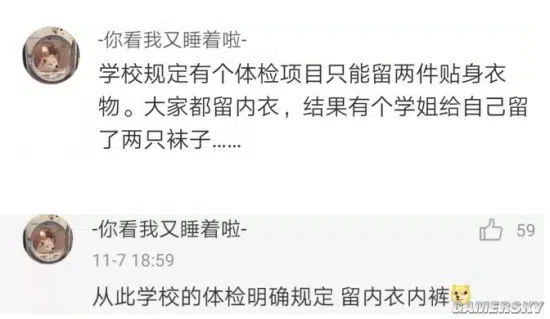 -你看我又睡着啦-
学校规定有个体检项目只能留两件贴身衣
物。大家都留内衣，结果有个学姐给自己留
了两只袜子……
-你看我又睡着啦-
59
11-7 18:59
从此学校的体检明确规定 留内衣内裤
GAMERSKY